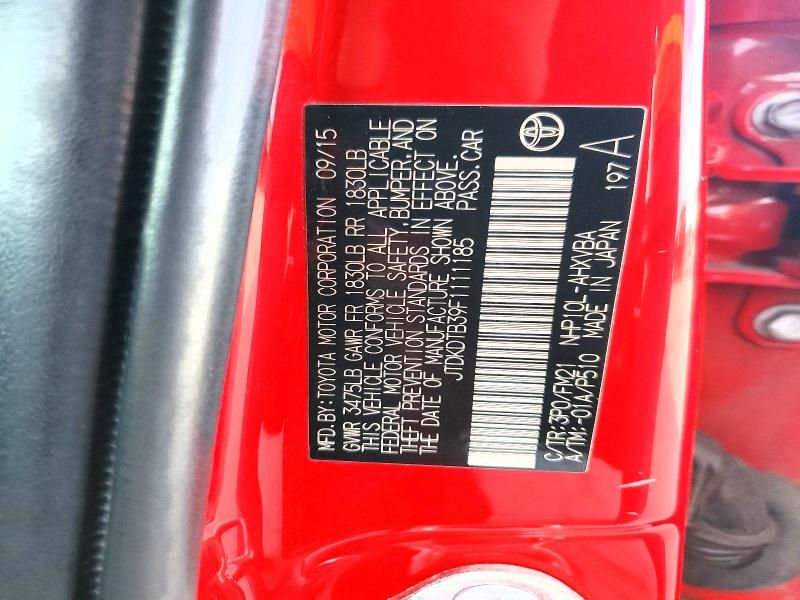 MFD.BY:TOYOTA MOTOR CORPORATION 09/15
GVWR 3475LB GAWR FR 1830LB RR 1830LB
THIS VEHICLE CONFORMS TO ALL APPLICABLE
FEDERAL MOTOR VEHICLE SAFETY, BUMPER, AND
THEFT PREVENTION STANDARDS IN EFFECT ON
THE DATE OF MANUFACTURE SHOWN ABOVE.
JTDKDTB39F1111185 PASS.CAR
C/TR:3P0/FM21 NHP10L-AHXVBA
A/TM:-01A/P510 MADE IN JAPAN 197A